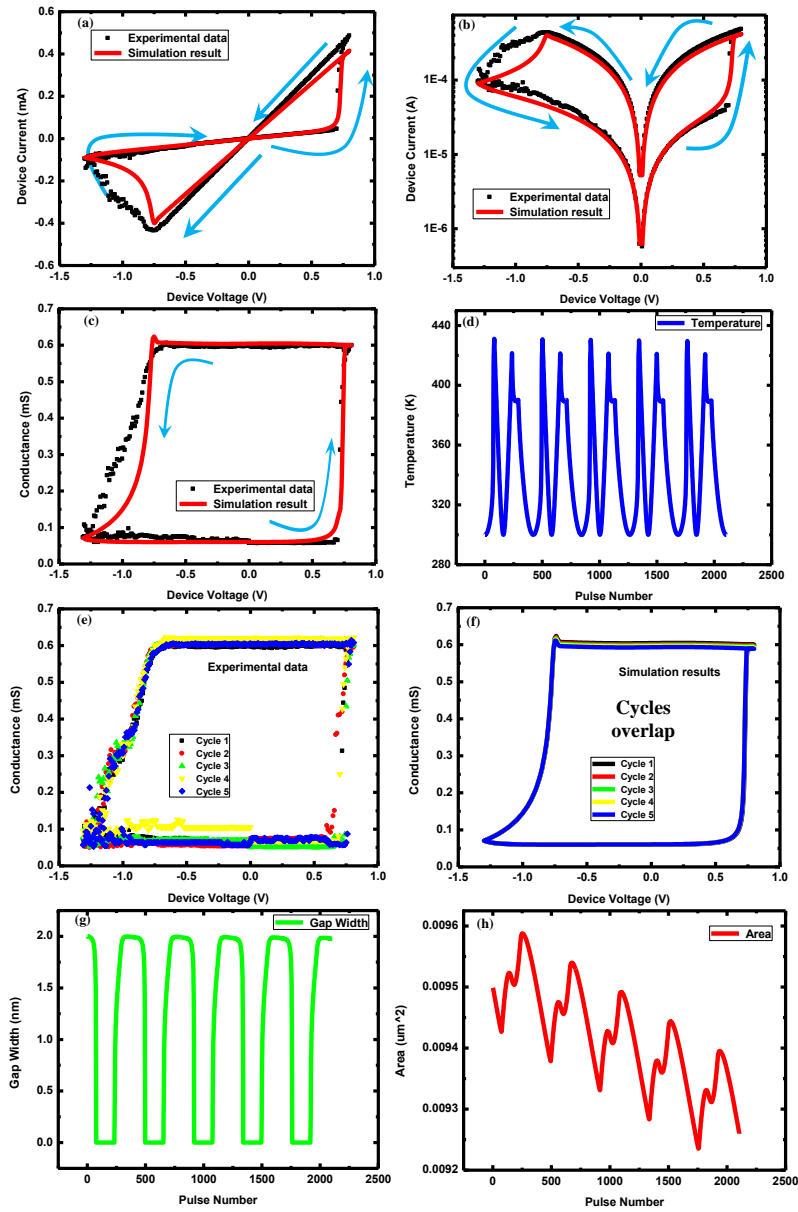 (a)
Experimental data
Simulation result
0.6
0.4
0.2
0.0
-0.2
-0.4
0.6
Device Current (mA)
-1.5
-1.0
-0.5
0.0
0.5
1.0
Device Voltage (V)
(b)
1E-4
1E-5
1E-6
Device Current (A)
Experimental data
Simulation result
-1.5
-1.0
-0.5
0.0
0.5
1.0
Device Voltage (V)
(c)
0.7
0.6
0.5
0.4
0.3
0.2
0.1
0.0
Conductance (mS)
Experimental data
Simulation result
-1.5
-1.0
-0.5
0.0
0.5
1.0
Device Voltage (V)
(d)
Temperature
440
400
360
320
280
Temperature (K)
0
500
1000
1500
2000
2500
Pulse Number
(e)
0.7
0.6
0.5
0.4
0.3
0.2
0.1
0.0
Conductance (mS)
Experimental data
Cycle 1
Cycle 2
Cycle 3
Cycle 4
Cycle 5
-1.5
-1.0
-0.5
0.0
0.5
1.0
Device Voltage (V)
(f)
0.7
0.6
0.5
0.4
0.3
0.2
0.1
0.0
Conductance (mS)
Simulation results
Cycles
overlap
Cycle 1
Cycle 2
Cycle 3
Cycle 4
Cycle 5
-1.5
-1.0
-0.5
0.0
0.5
1.0
Device Voltage (V)
(g)
Gap Width
2.0
1.5
1.0
0.5
0.0
Gap Width (nm)
0
500
1000
1500
2000
2500
Pulse Number
(h)
Area
0.0096
0.0095
0.0094
0.0093
0.0092
Area (um^2)
0
500
1000
1500
2000
2500
Pulse Number